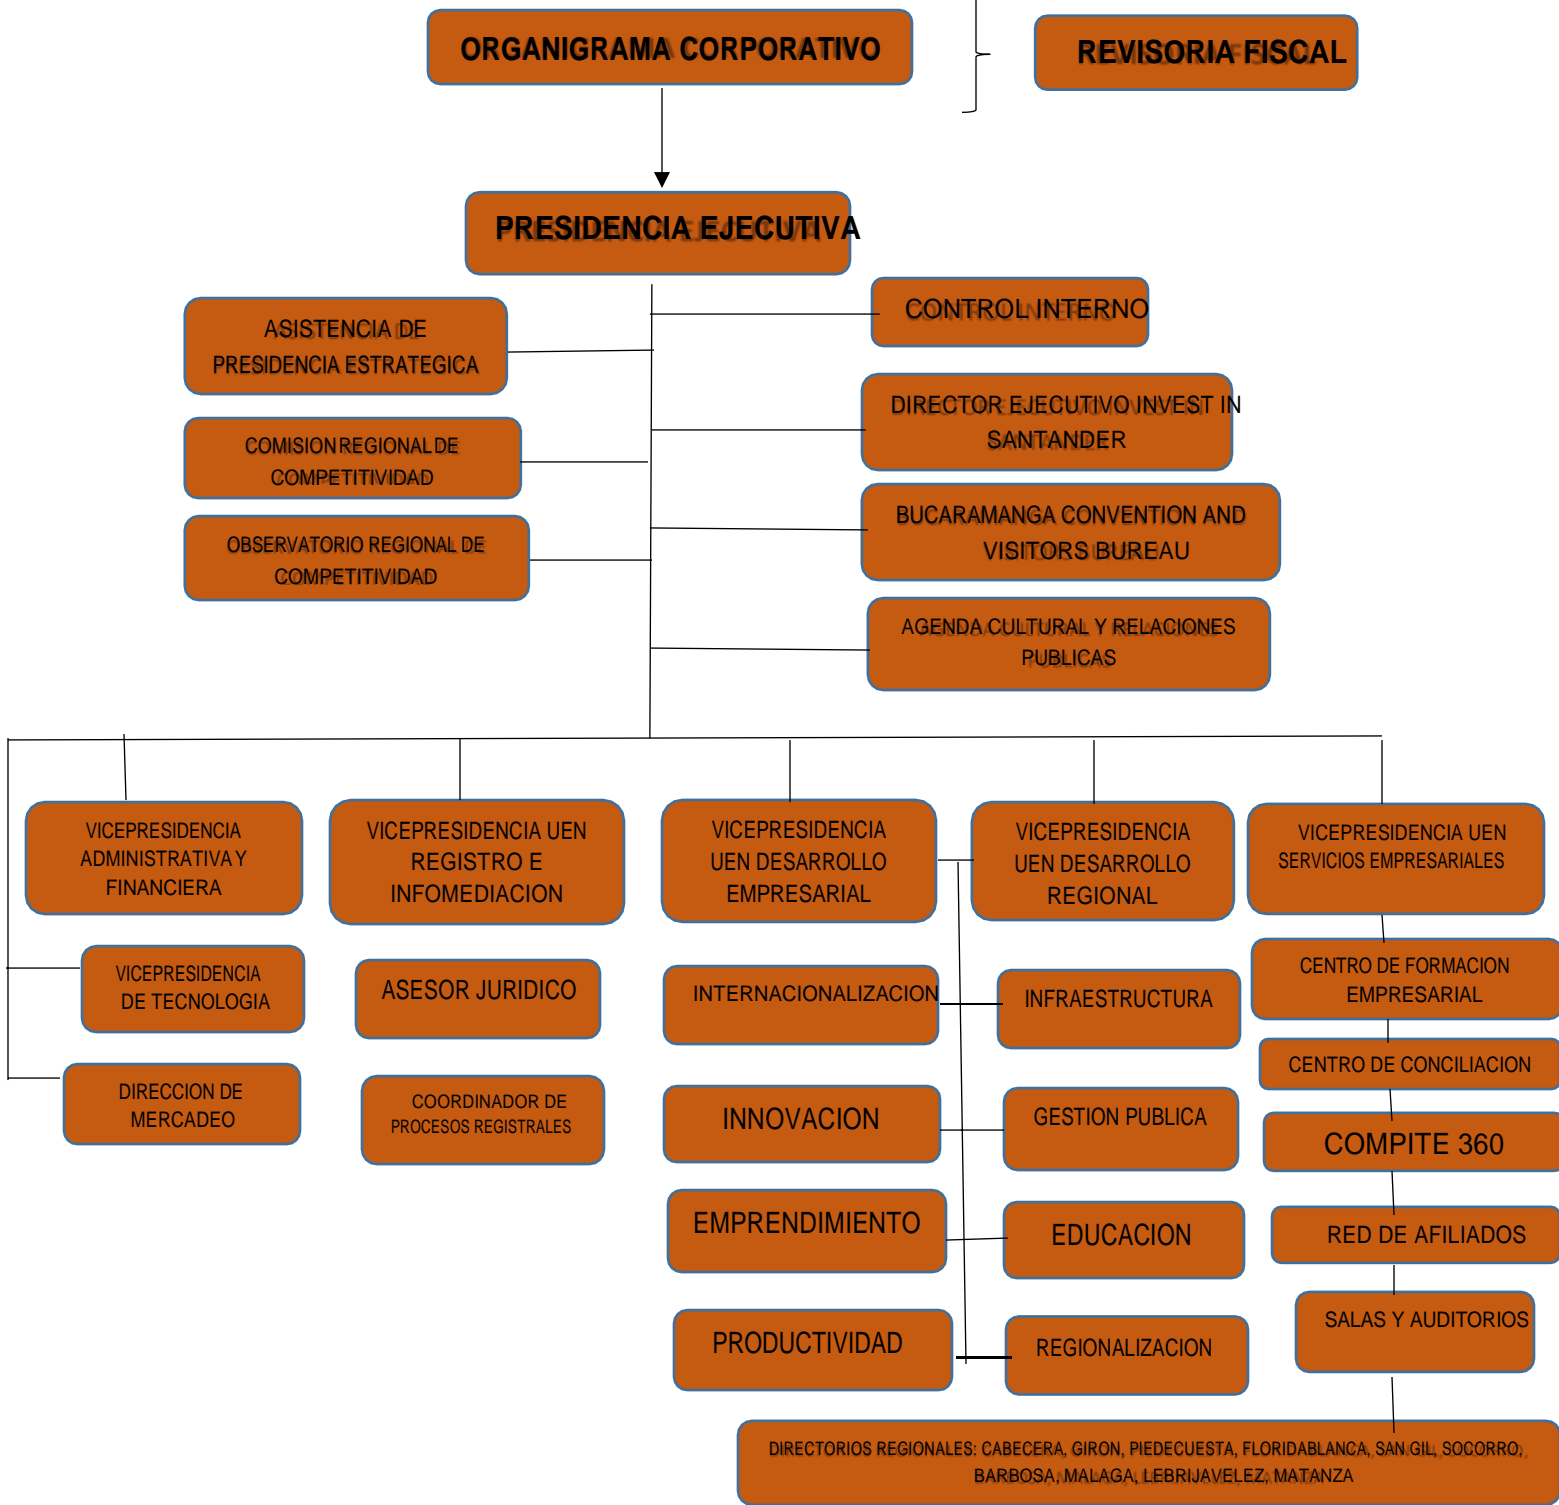 ORGANIGRAMA CORPORATIVO
REVISORIA FISCAL
PRESIDENCIA EJECUTIVA
ASISTENCIA DE
PRESIDENCIA ESTRATEGICA
COMISION REGIONAL DE
COMPETITIVIDAD
OBSERVATORIO REGIONAL DE
COMPETITIVIDAD
CONTROL INTERNO
DIRECTOR EJECUTIVO INVEST IN
SANTANDER
BUCARAMANGA CONVENTION AND
VISITORS BUREAU
AGENDA CULTURAL Y RELACIONES
PUBLICAS
VICEPRESIDENCIA
ADMINISTRATIVA Y
FINANCIERA
VICEPRESIDENCIA
DE TECNOLOGIA
DIRECCION DE
MERCADEO
VICEPRESIDENCIA UEN
REGISTRO E
INFOMEDIACION
ASESOR JURIDICO
COORDINADOR DE
PROCESOS REGISTRALES
VICEPRESIDENCIA
UEN DESARROLLO
EMPRESARIAL
INTERNACIONALIZACION
INNOVACION
EMPRENDIMIENTO
PRODUCTIVIDAD
VICEPRESIDENCIA
UEN DESARROLLO
REGIONAL
INFRAESTRUCTURA
GESTION PUBLICA
EDUCACION
REGIONALIZACION
VICEPRESIDENCIA UEN
SERVICIOS EMPRESARIALES
CENTRO DE FORMACION
EMPRESARIAL
CENTRO DE CONCILIACION
COMPITE 360
RED DE AFILIADOS
SALAS Y AUDITORIOS
DIRECTORIOS REGIONALES: CABECERA, GIRON, PIEDECUESTA, FLORIDABLANCA, SAN GIL, SOCORRO,
BARBOSA, MALAGA, LEBRIJAVELEZ, MATANZA